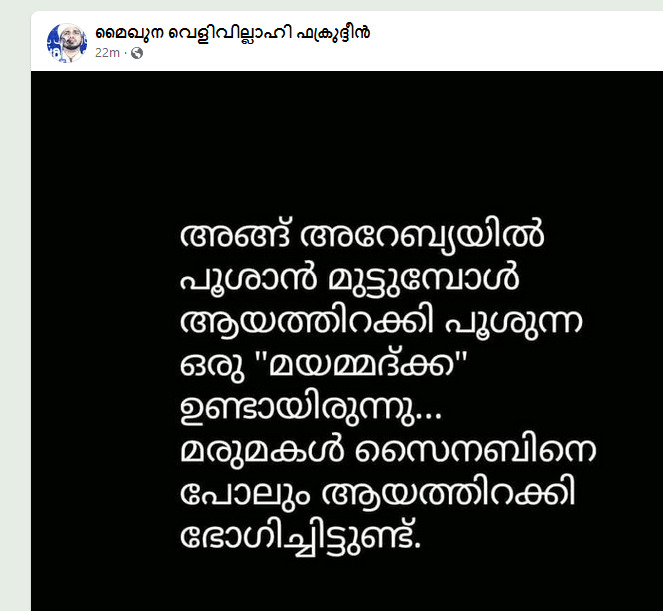 മൈഖുന വെളിവില്ലാഹി ഫക്രുദ്ദീൻ
22m ·
അങ്ങ് അറേബ്യയിൽ
പൂശാൻ മുട്ടുമ്പോൾ
ആയത്തിറക്കി പൂശുന്ന
ഒരു "മയമ്മദ്ക്ക"
ഉണ്ടായിരുന്നു...
മരുമകൾ സൈനബിനെ
പോലും ആയത്തിറക്കി
ഭോഗിച്ചിട്ടുണ്ട്.